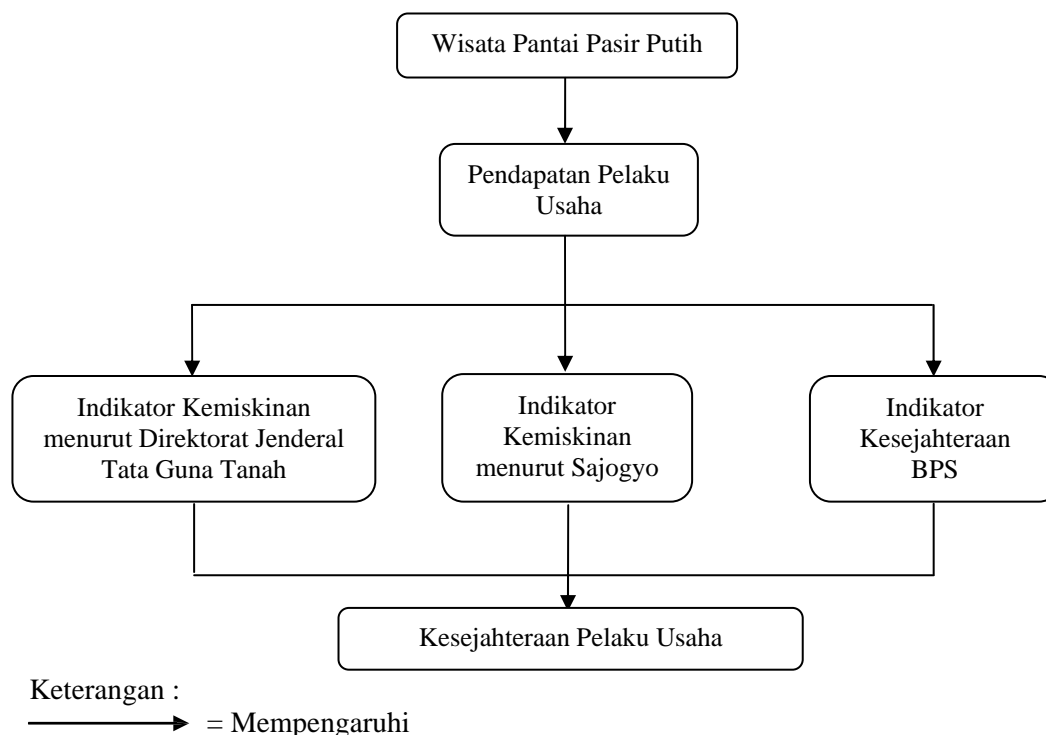 Wisata Pantai Pasir Putih
Pendapatan Pelaku
Usaha
Indikator Kemiskinan
menurut Direktorat Jenderal
Tata Guna Tanah
Indikator
Kemiskinan
menurut Sajogyo
Indikator
Kesejahteraan
BPS
Kesejahteraan Pelaku Usaha
Keterangan :
= Mempengaruhi